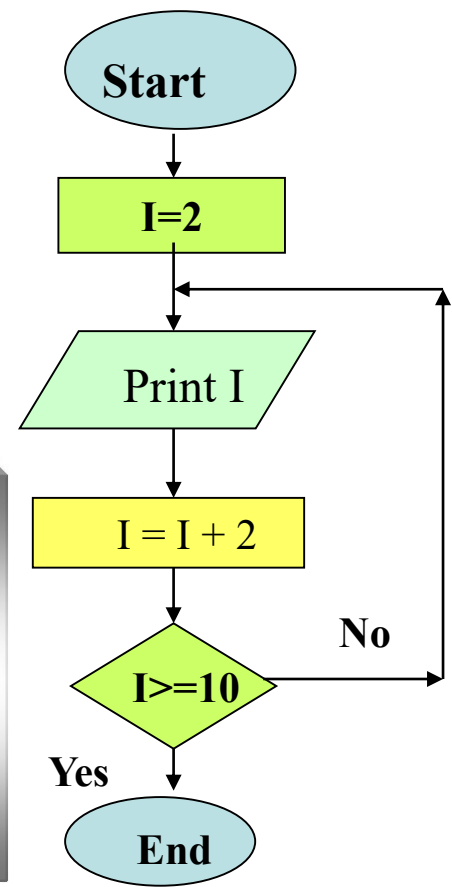 Start
I=2
Print I
I = I + 2
No
I>=10
Yes
End